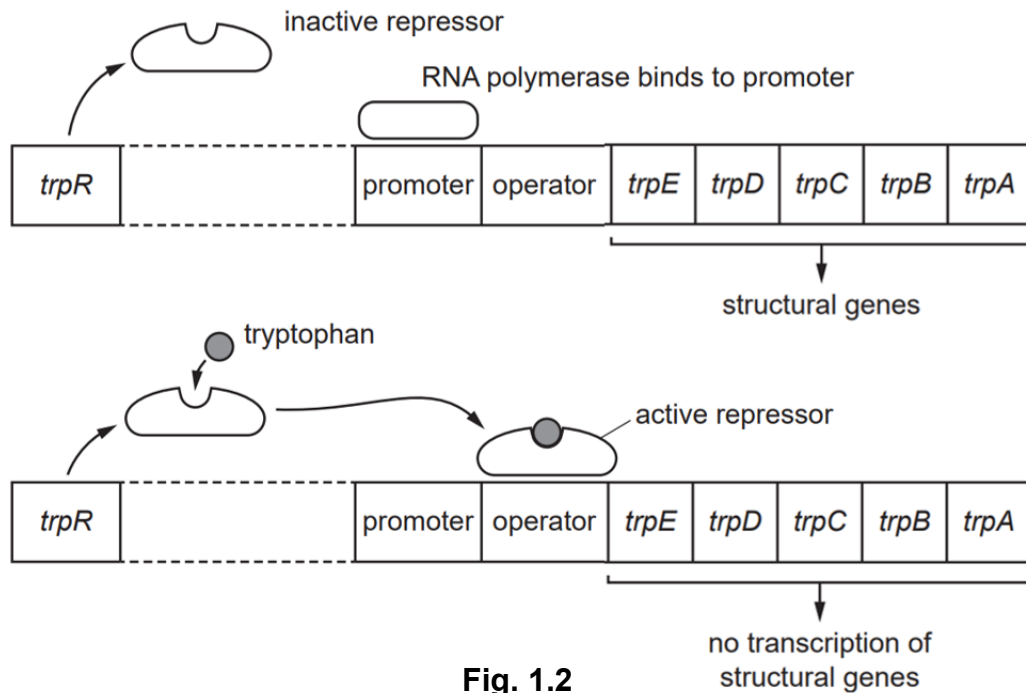 inactive repressor
RNA polymerase binds to promoter
trpR promoter operator trpE trpD trpC trpB trpA
structural genes
tryptophan
active repressor
trpR promoter operator trpE trpD trpC trpB trpA
no transcription of
structural genes
Fig. 1.2